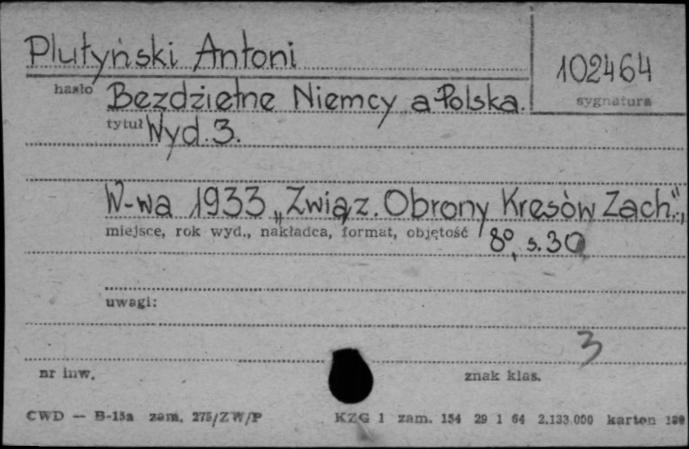 Plutyński Antoni
102464
hasło Bezdzietne Niemcy a Polska.
sygnatura
tytuł Wyd. 3.
W-wa 1933 „Związ. Obrony Kresów Zach.",
miejsce, rok wyd., nakładca, format, objętość 8°, s. 30
uwagi:
3
nr inw. znak klas.
CWD — B-15a zam. 275/ZW/P KZG 1 zam. 154 29 1 64 2.133.000 karton